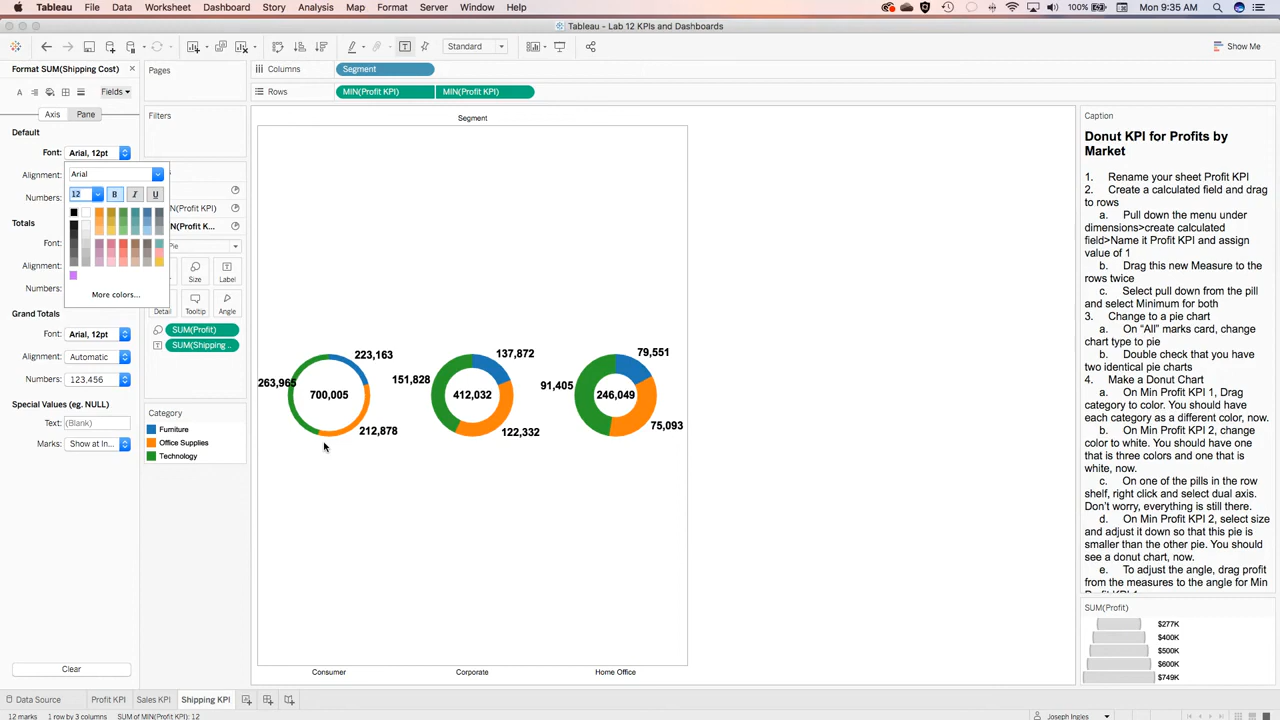 Tableau File Data Worksheet Dashboard Story Analysis Map Format Server Window Help
100% Mon 9:35 AM
Tableau - Lab 12 KPIs and Dashboards
Standard
Show Me
Format SUM(Shipping Cost)
Fields
Axis Pane
Default
Font: Arial, 12pt
Alignment:
Arial
Numbers:
12 B I U
Totals
Font:
Alignment:
Numbers:
More colors...
Grand Totals
Font: Arial, 12pt
Alignment: Automatic
Numbers: 123,456
Special Values (eg. NULL)
Text: (Blank)
Marks: Show at In...
Clear
Pages
Filters
N(Profit KPI)
IN(Profit K...
Pie
Size Label
Detail Tooltip Angle
SUM(Profit)
SUM(Shipping ..
Category
Furniture
Office Supplies
Technology
Columns Segment
Rows MIN(Profit KPI) MIN(Profit KPI)
Segment
223,163
263,965
700,005
212,878
137,872
151,828
412,032
122,332
79,551
91,405
246,049
75,093
Consumer Corporate Home Office
Caption
Donut KPI for Profits by
Market
1. Rename your sheet Profit KPI
2. Create a calculated field and drag
to rows
a. Pull down the menu under
dimensions>create calculated
field>Name it Profit KPI and assign
value of 1
b. Drag this new Measure to the
rows twice
c. Select pull down from the pill
and select Minimum for both
3. Change to a pie chart
a. On “All” marks card, change
chart type to pie
b. Double check that you have
two identical pie charts
4. Make a Donut Chart
a. On Min Profit KPI 1, Drag
category to color. You should have
each category as a different color, now.
b. On Min Profit KPI 2, change
color to white. You should have one
that is three colors and one that is
white, now.
c. On one of the pills in the row
shelf, right click and select dual axis.
Don’t worry, everything is still there.
d. On Min Profit KPI 2, select size
and adjust it down so that this pie is
smaller than the other pie. You should
see a donut chart, now.
e. To adjust the angle, drag profit
from the measures to the angle for Min
SUM(Profit)
$277K
$400K
$500K
$600K
$749K
Data Source Profit KPI Sales KPI Shipping KPI
12 marks 1 row by 3 columns SUM of MIN(Profit KPI): 12
Joseph Ingles